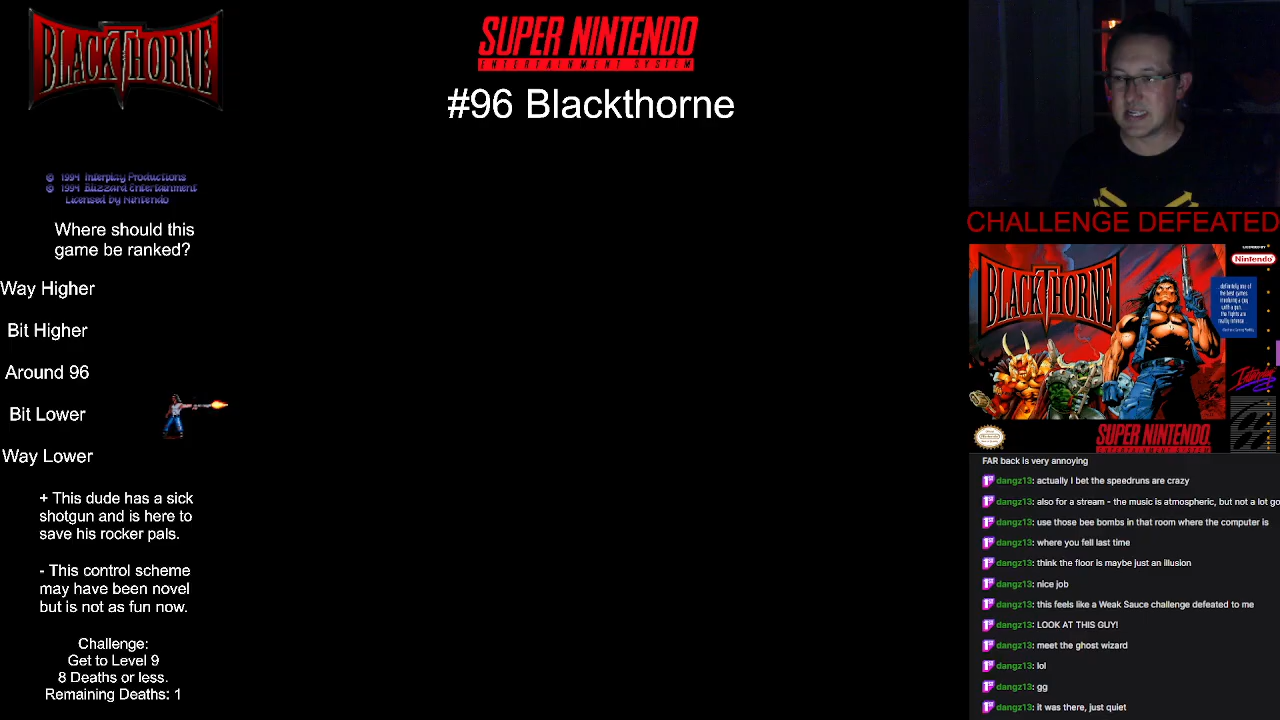 BLACKTHORNE
SUPER NINTENDO
ENTERTAINMENT SYSTEM
#96 Blackthorne
© 1994 Interplay Productions
© 1994 Blizzard Entertainment
Licensed by Nintendo
Where should this
game be ranked?
Way Higher
Bit Higher
Around 96
Bit Lower
Way Lower
+ This dude has a sick
shotgun and is here to
save his rocker pals.
- This control scheme
may have been novel
but is not as fun now.
Challenge:
Get to Level 9
8 Deaths or less.
Remaining Deaths: 1
CHALLENGE DEFEATED
BLACKTHORNE
Nintendo
Interplay
SUPER NINTENDO
ENTERTAINMENT SYSTEM
FAR back is very annoying
dangz13: actually I bet the speedruns are crazy
dangz13: also for a stream - the music is atmospheric, but not a lot go
dangz13: use those bee bombs in that room where the computer is
dangz13: where you fell last time
dangz13: think the floor is maybe just an illusion
dangz13: nice job
dangz13: this feels like a Weak Sauce challenge defeated to me
dangz13: LOOK AT THIS GUY!
dangz13: meet the ghost wizard
dangz13: lol
dangz13: gg
dangz13: it was there, just quiet